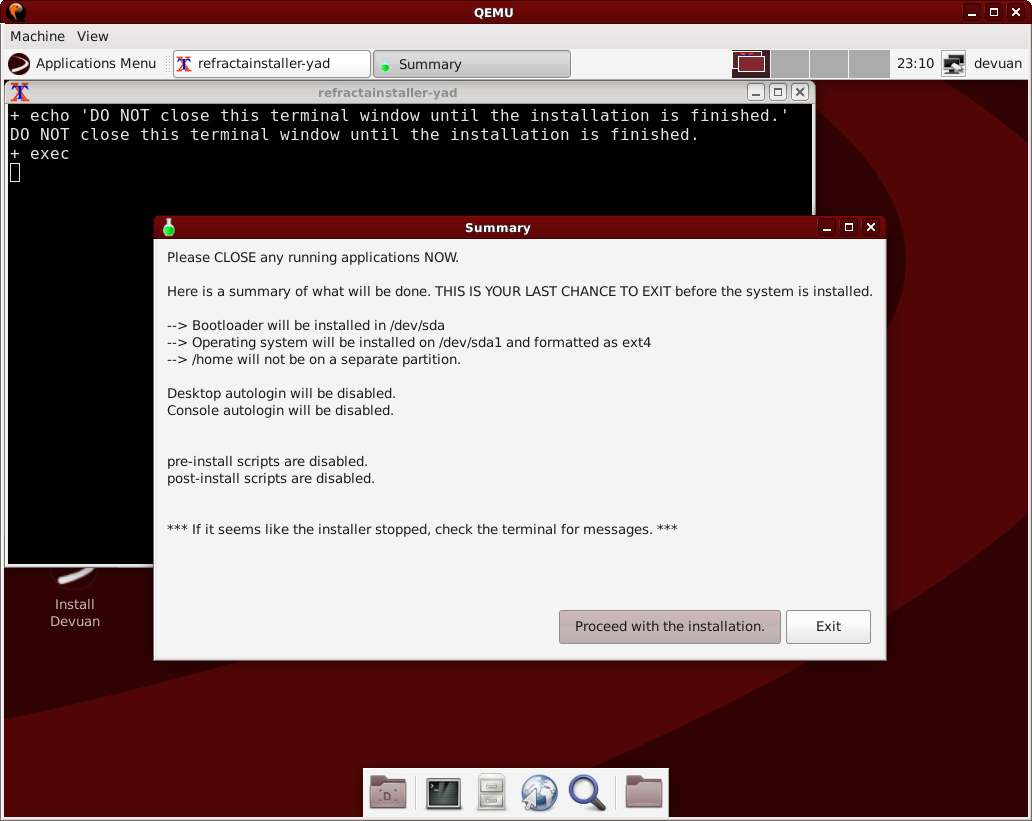 QEMU
Machine View
Applications Menu refractainstaller-yad Summary 23:10 devuan
refractainstaller-yad
+ echo 'DO NOT close this terminal window until the installation is finished.'
DO NOT close this terminal window until the installation is finished.
+ exec
Summary
Please CLOSE any running applications NOW.
Here is a summary of what will be done. THIS IS YOUR LAST CHANCE TO EXIT before the system is installed.
--> Bootloader will be installed in /dev/sda
--> Operating system will be installed on /dev/sda1 and formatted as ext4
--> /home will not be on a separate partition.
Desktop autologin will be disabled.
Console autologin will be disabled.
pre-install scripts are disabled.
post-install scripts are disabled.
*** If it seems like the installer stopped, check the terminal for messages. ***
Proceed with the installation. Exit
Install
Devuan